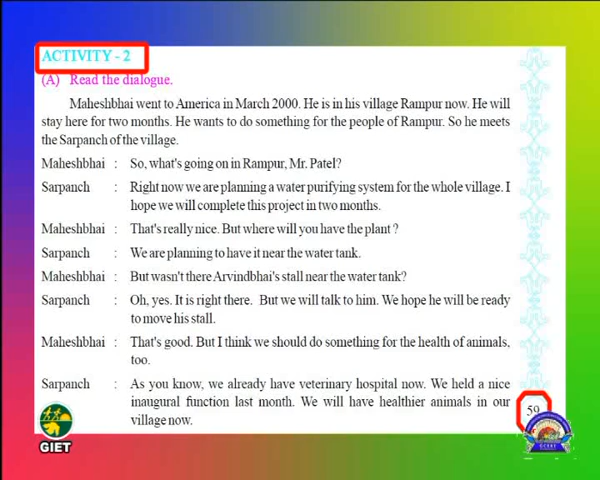 ACTIVITY - 2
(A) Read the dialogue.
Maheshbhai went to America in March 2000. He is in his village Rampur now. He will
stay here for two months. He wants to do something for the people of Rampur. So he meets
the Sarpanch of the village.
Maheshbhai : So, what's going on in Rampur, Mr. Patel?
Sarpanch : Right now we are planning a water purifying system for the whole village. I
hope we will complete this project in two months.
Maheshbhai : That's really nice. But where will you have the plant ?
Sarpanch : We are planning to have it near the water tank.
Maheshbhai : But wasn't there Arvindbhai's stall near the water tank?
Sarpanch : Oh, yes. It is right there. But we will talk to him. We hope he will be ready
to move his stall.
Maheshbhai : That's good. But I think we should do something for the health of animals,
too.
Sarpanch : As you know, we already have veterinary hospital now. We held a nice
inaugural function last month. We will have healthier animals in our
village now.
59
GIET